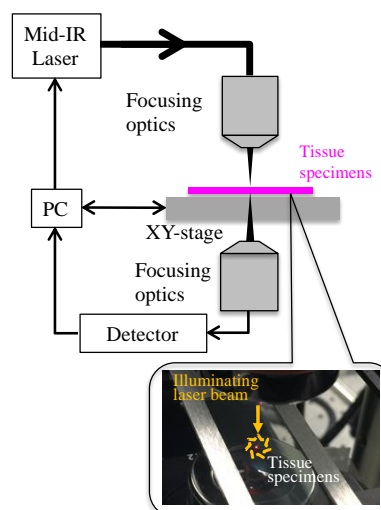 Mid-IR
Laser
Focusing
optics
Tissue
specimens
PC
XY-stage
Focusing
optics
Detector
Illuminating
laser beam
Tissue
specimens